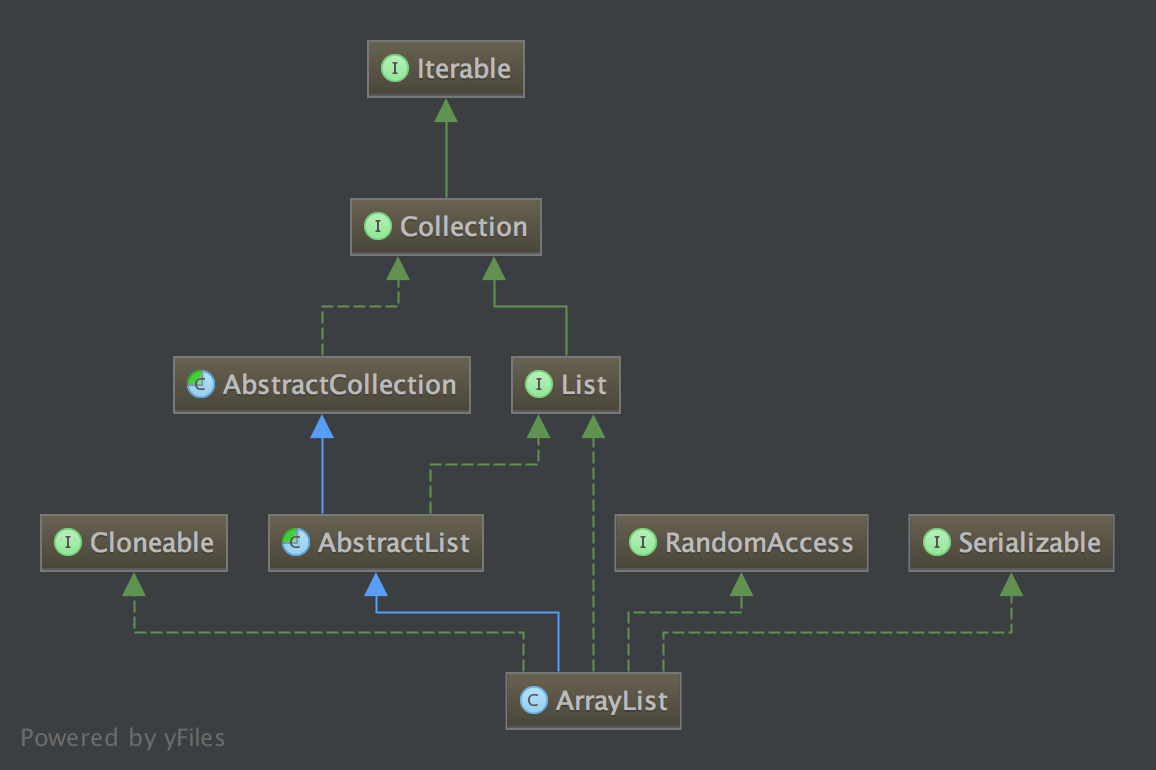 I Iterable
I Collection
C AbstractCollection
I List
I Cloneable
C AbstractList
I RandomAccess
I Serializable
C ArrayList
Powered by yFiles